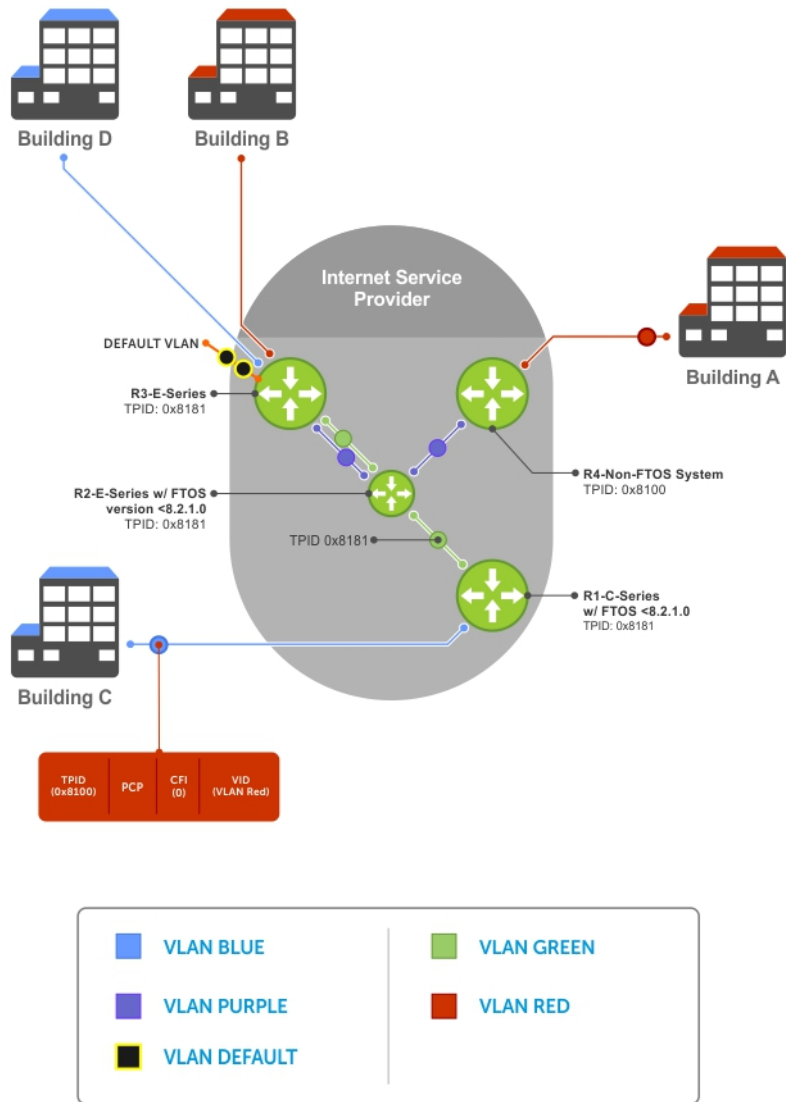 Building D
Building B
Internet Service
Provider
DEFAULT VLAN
Building A
R3-E-Series
TPID: 0x8181
R4-Non-FTOS System
TPID: 0x8100
R2-E-Series w/ FTOS
version <8.2.1.0
TPID: 0x8181
TPID 0x8181
R1-C-Series
w/ FTOS <8.2.1.0
TPID: 0x8181
Building C
TPID
(0x8100)
PCP
CFI
(0)
VID
(VLAN Red)
VLAN BLUE
VLAN GREEN
VLAN PURPLE
VLAN RED
VLAN DEFAULT